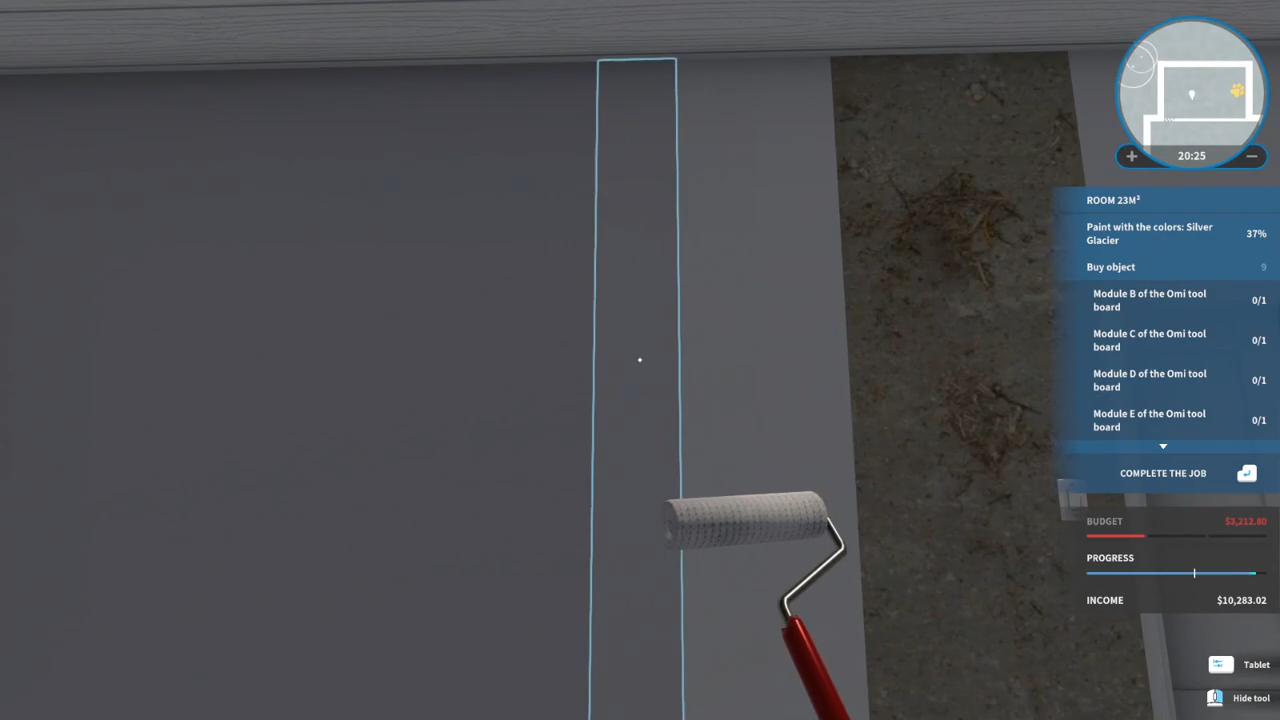 20:25
ROOM 23M²
Paint with the colors: Silver
Glacier
37%
Buy object
9
Module B of the Omi tool
board
0/1
Module C of the Omi tool
board
0/1
Module D of the Omi tool
board
0/1
Module E of the Omi tool
board
0/1
COMPLETE THE JOB
BUDGET
$3,212.80
PROGRESS
INCOME
$10,283.02
Tablet
Hide tool